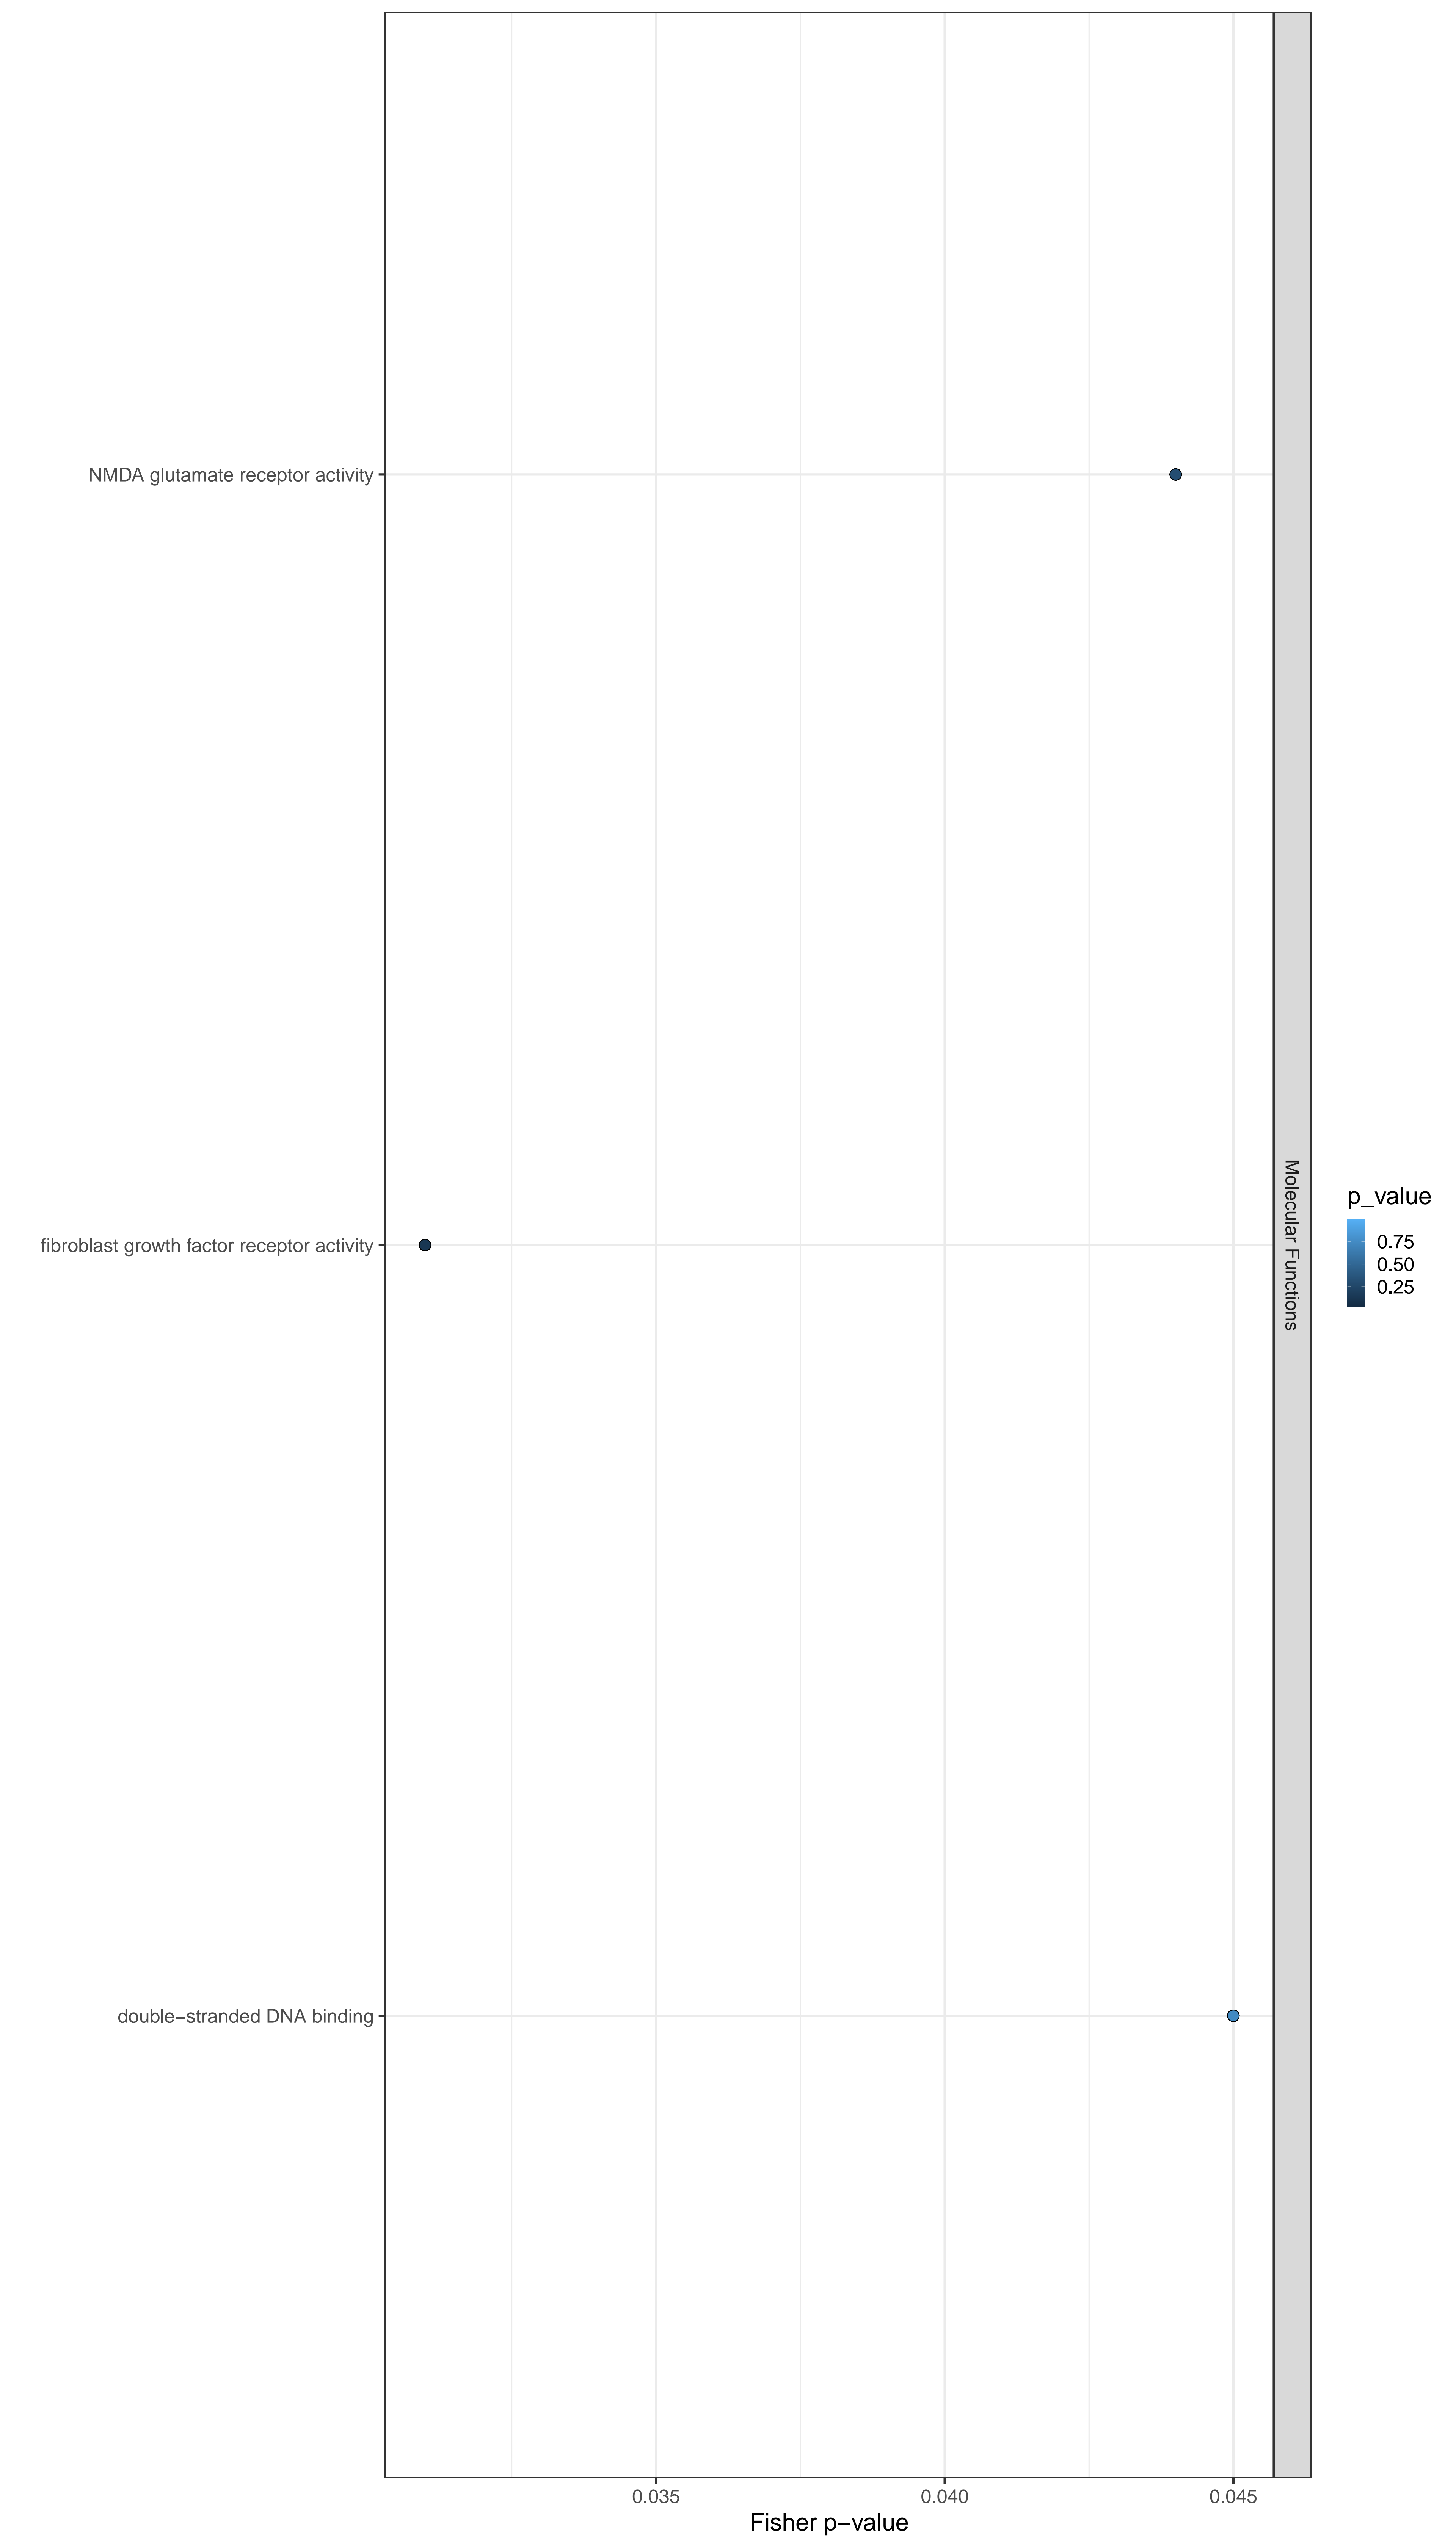 NMDA glutamate receptor activity
fibroblast growth factor receptor activity
double−stranded DNA binding
Molecular Functions
p_value
0.75
0.50
0.25
0.035
0.040
0.045
Fisher p−value